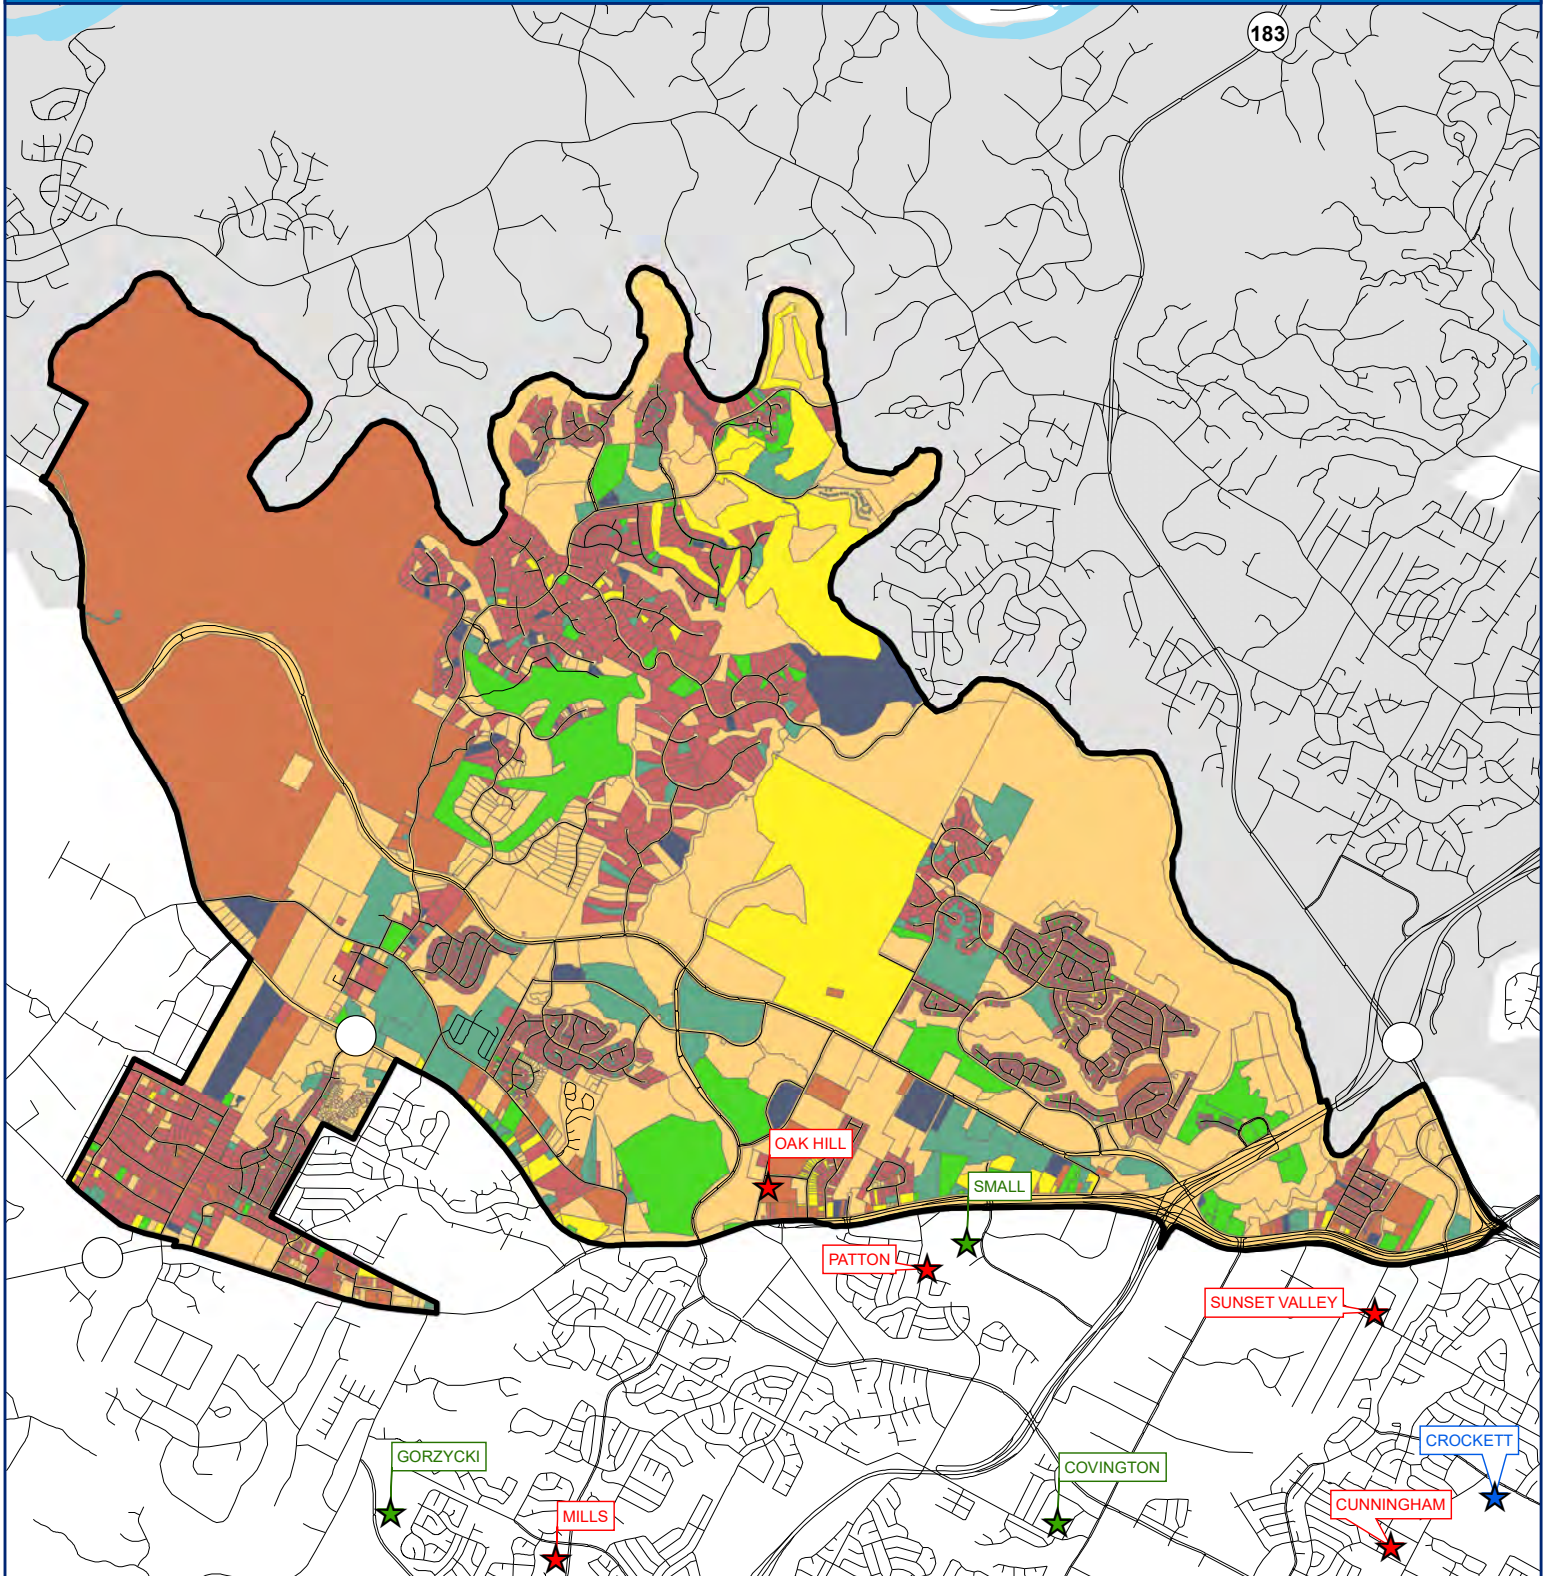 183
OAK HILL
SMALL
PATTON
SUNSET VALLEY
CROCKETT
GORZYCKI
COVINGTON
CUNNINGHAM
MILLS